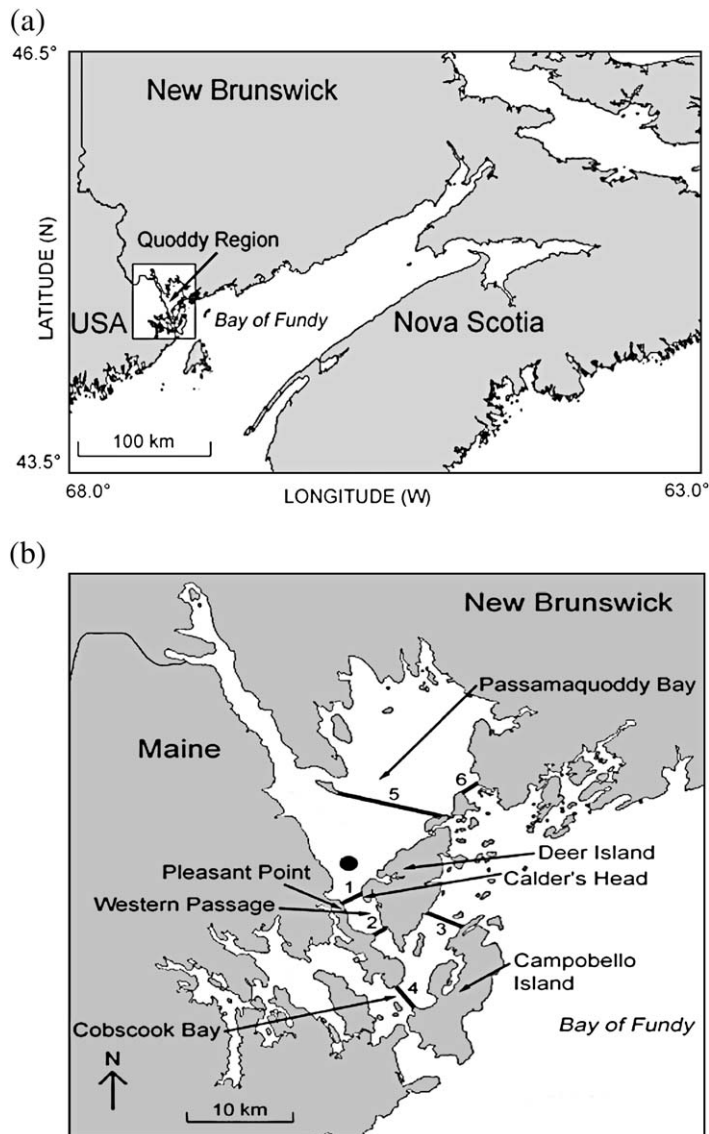 (a)
46.5°
New Brunswick
Quoddy
Region
LATITUDE (N)
USA
Bay of Fundy
Nova Scotia
100 km
43.5°
68.0°
LONGITUDE (W)
63.0°
(b)
New Brunswick
Passamaquoddy Bay
Maine
6
5
Deer Island
Pleasant Point
1
Calder's Head
Western Passage
2
3
Campobello
Island
4
Cobscook Bay
Bay of Fundy
N
10 km